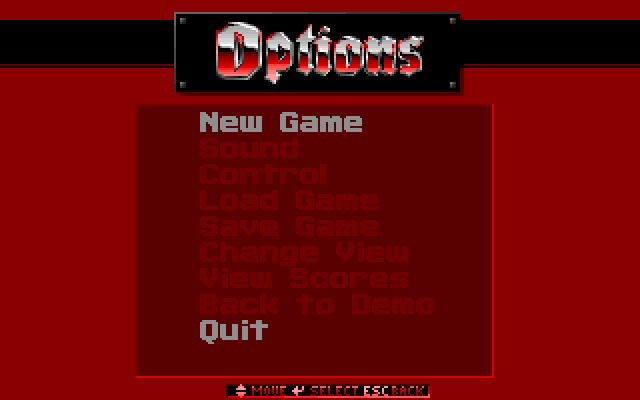 Options
New Game
Sound
Control
Load Game
Save Game
Change View
View Scores
Back to Demo
Quit
MOVE SELECT ESC BACK